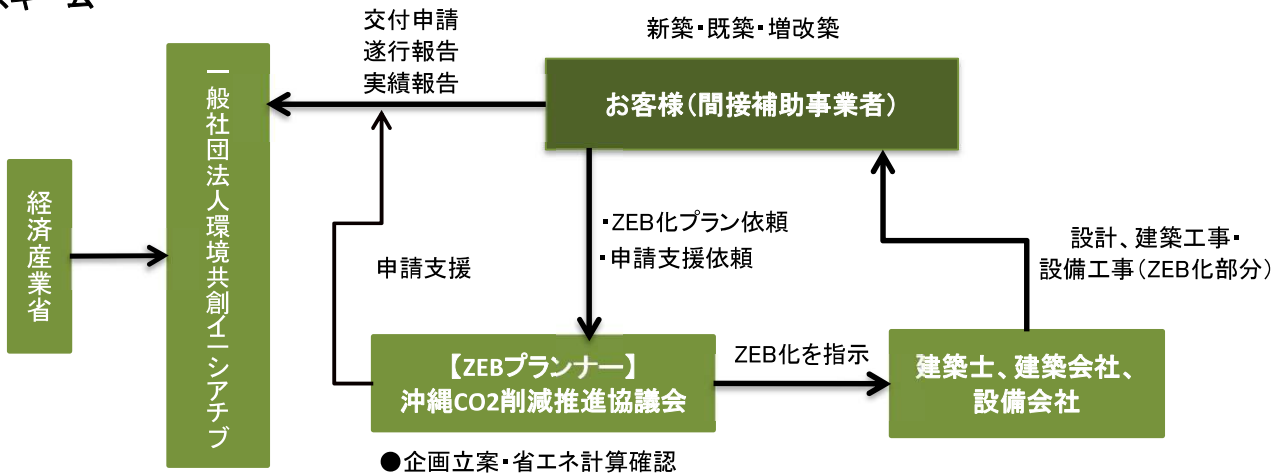 スキーム
交付申請
遂行報告
実績報告
新築・既築・増改築
お客様（間接補助事業者）
一般社団法人環境共創イニシアチブ
経済産業省
・ZEB化プラン依頼
・申請支援依頼
申請支援
設計、建築工事・
設備工事（ZEB化部分）
【ZEBプランナー】
沖縄CO2削減推進協議会
ZEB化を指示
建築士、建築会社、
設備会社
●企画立案・省エネ計算確認